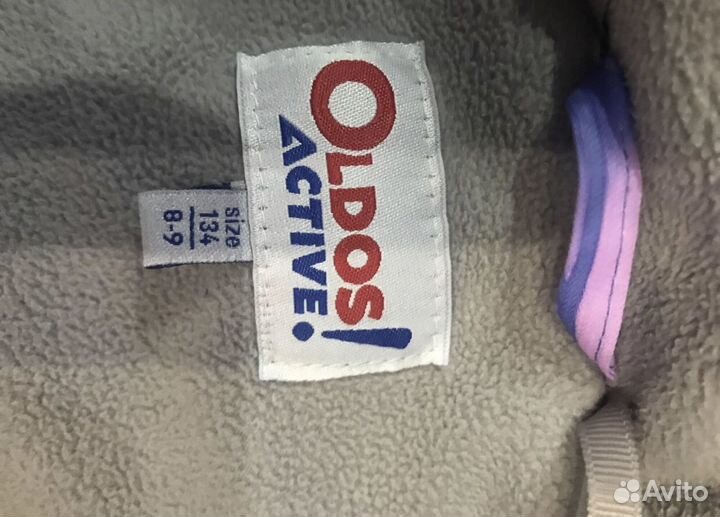 OLDOS!
ACTIVE.
size
134
8-9
Avito